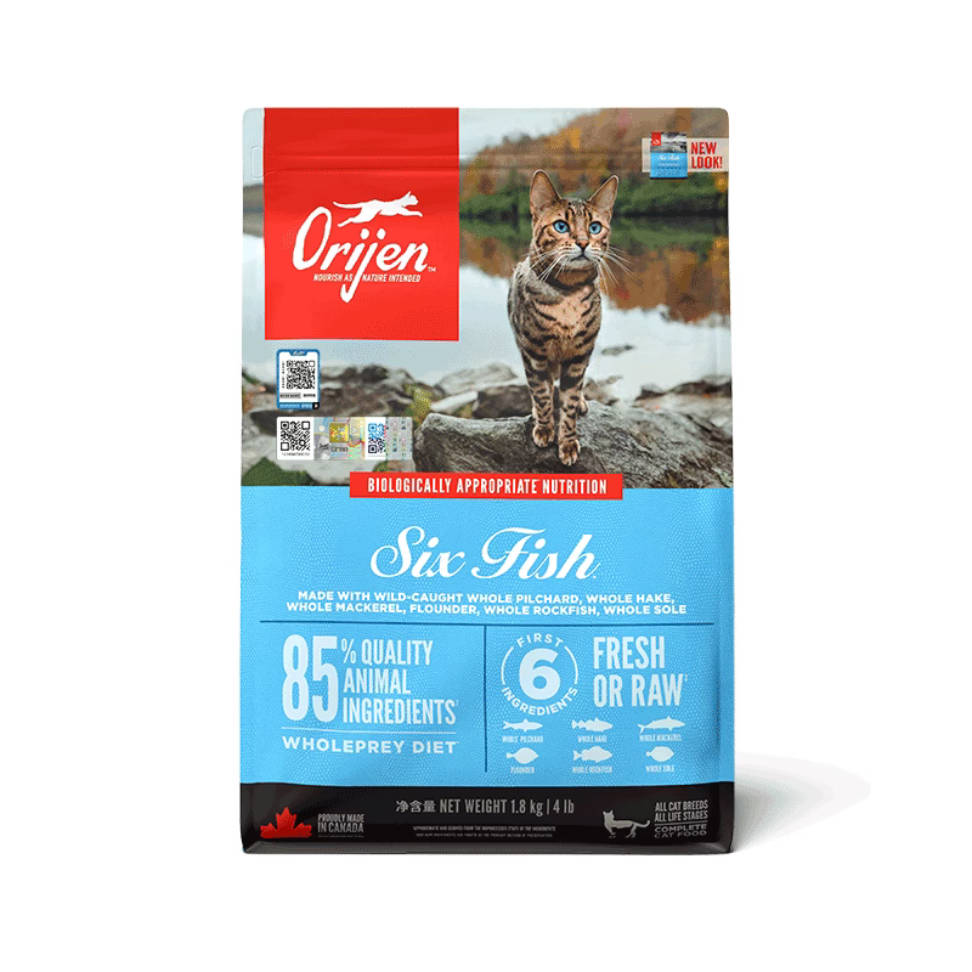 NEW
LOOK!
Orijen™
NOURISH AS NATURE INTENDED
BIOLOGICALLY APPROPRIATE NUTRITION
Six Fish
MADE WITH WILD-CAUGHT WHOLE PILCHARD, WHOLE HAKE,
WHOLE MACKEREL, FLOUNDER, WHOLE ROCKFISH, WHOLE SOLE
85% QUALITY
ANIMAL
INGREDIENTS
WHOLEPREY DIET
FIRST
6
INGREDIENTS
FRESH
OR RAW
WHOLE PILCHARD
WHOLE HAKE
WHOLE MACKEREL
FLOUNDER
WHOLE ROCKFISH
WHOLE SOLE
PROUDLY MADE
IN CANADA
净含量 NET WEIGHT 1.8 kg | 4 lb
ALL CAT BREEDS
ALL LIFE STAGES
COMPLETE
CAT FOOD